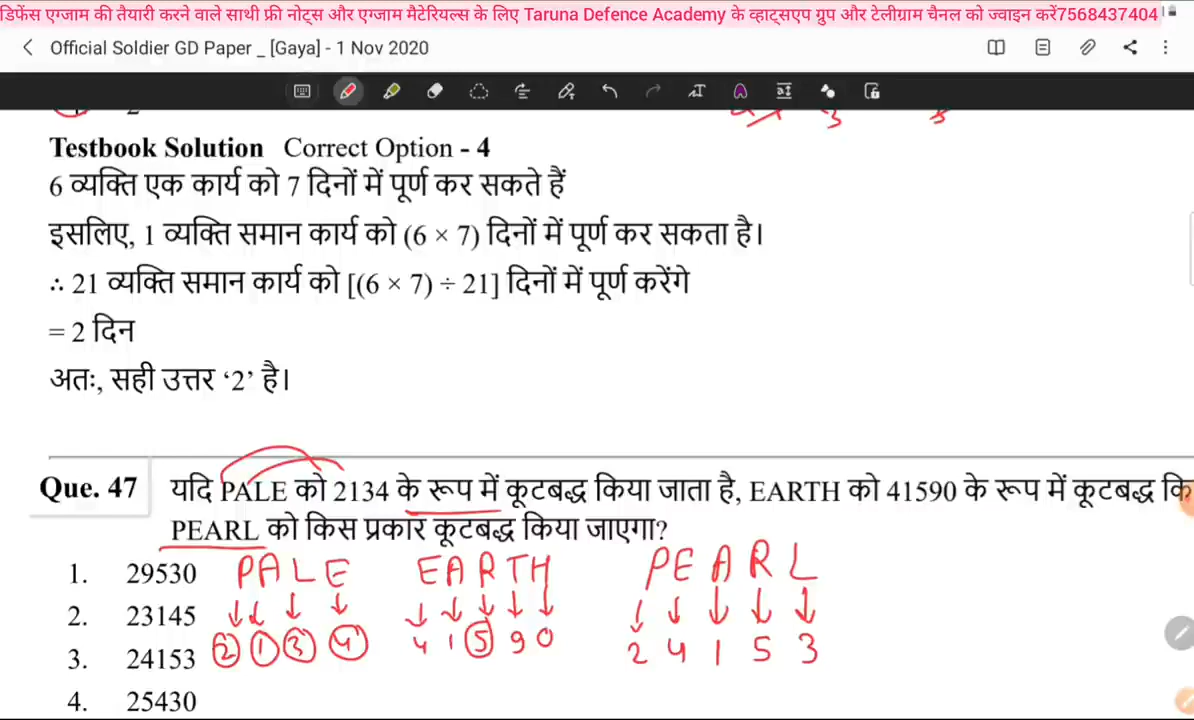 डिफेंस एग्जाम की तैयारी करने वाले साथी फ्री नोट्स और एग्जाम मैटेरियल्स के लिए Taruna Defence Academy के व्हाट्सएप ग्रुप और टेलीग्राम चैनल को ज्वाइन करें7568437404
Official Soldier GD Paper _ [Gaya] - 1 Nov 2020
Testbook Solution Correct Option - 4
6 व्यक्ति एक कार्य को 7 दिनों में पूर्ण कर सकते हैं
इसलिए, 1 व्यक्ति समान कार्य को (6 × 7) दिनों में पूर्ण कर सकता है।
∴ 21 व्यक्ति समान कार्य को [(6 × 7) ÷ 21] दिनों में पूर्ण करेंगे
= 2 दिन
अतः, सही उत्तर ‘2’ है।
Que. 47 यदि PALE को 2134 के रूप में कूटबद्ध किया जाता है, EARTH को 41590 के रूप में कूटबद्ध कि
PEARL को किस प्रकार कूटबद्ध किया जाएगा?
1. 29530 PALE EARTH PEARL
2. 23145
3. 24153 2 1 3 4 4 1 5 9 0 2 4 1 5 3
4. 25430